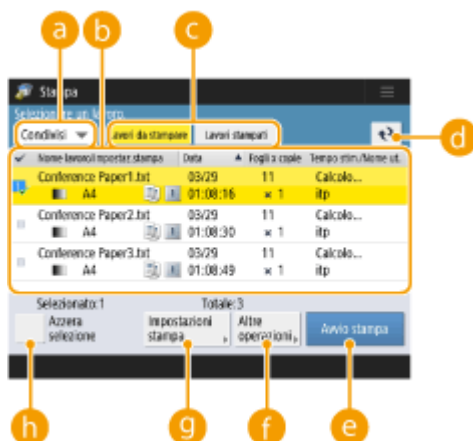 a b c
Stampa
Selezionare un lavoro.
Condivisi Lavori da stampare Lavori stampati
d
Nome lavoro/Impostaz. stampa Data Fogli x copie Tempo stim./Nome ut.
1 Conference Paper1.txt 03/29 11 Calcolo...
A4 01:08:16 × 1 itp
Conference Paper2.txt 03/29 11 Calcolo...
A4 01:08:30 × 1 itp
Conference Paper3.txt 03/29 11 Calcolo...
A4 01:08:49 × 1 itp
Selezionato:1 Totale:3
Azzera selezione
Impostazioni stampa
Altre operazioni
Avvio stampa
h g f e